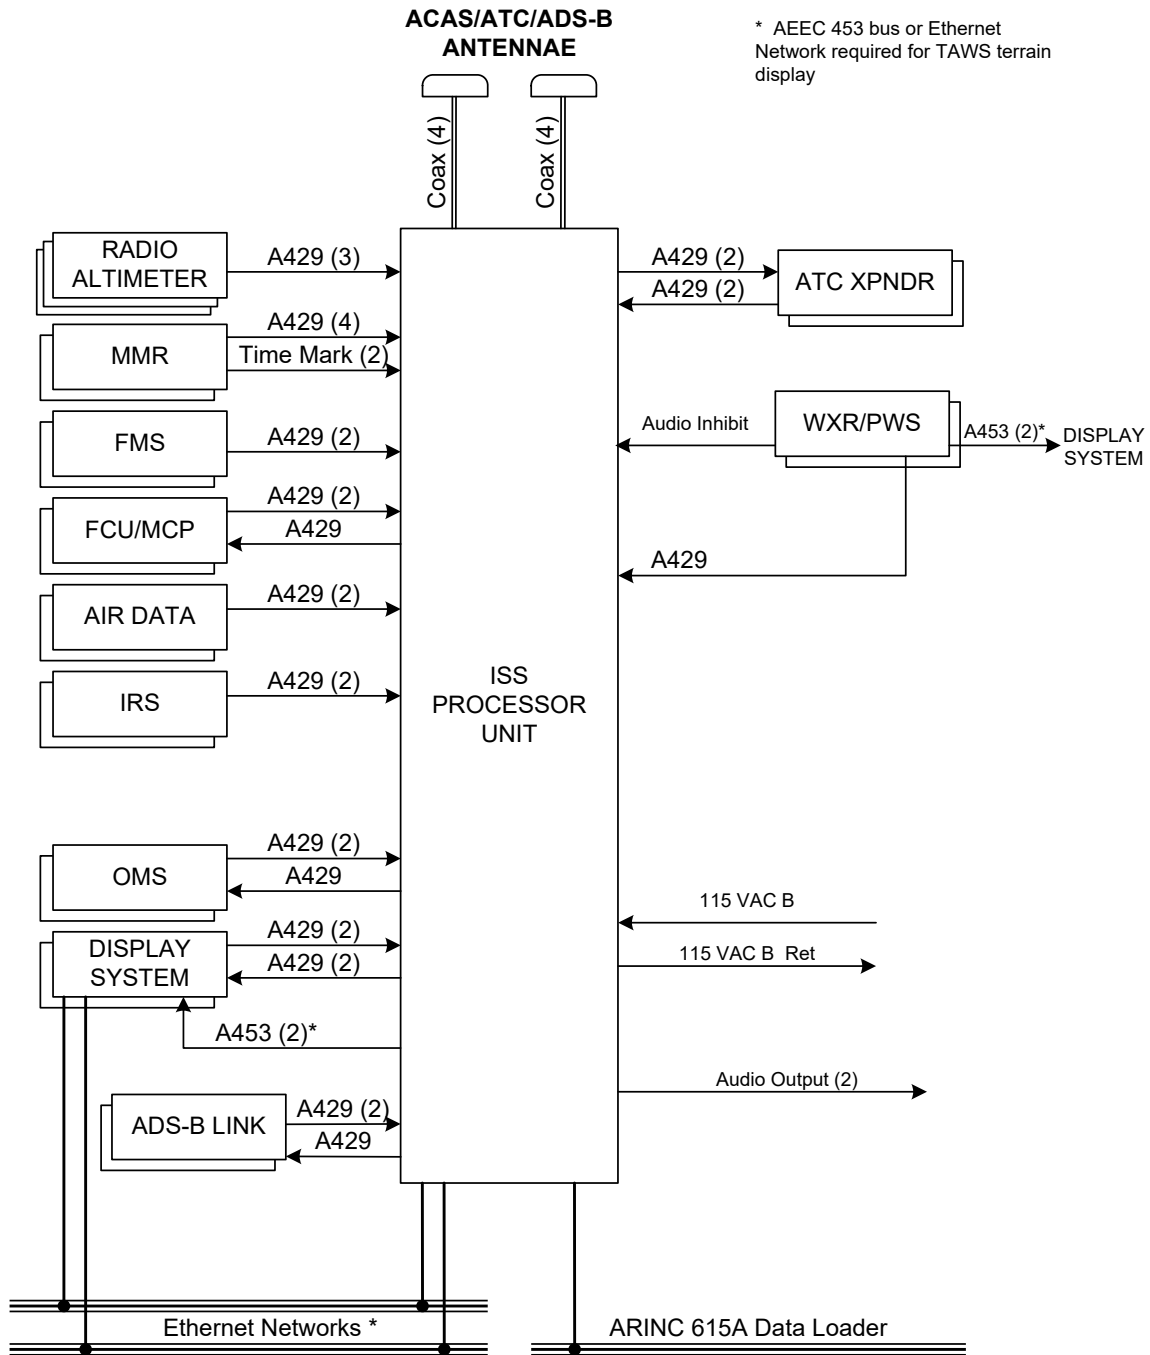 ACAS/ATC/ADS-B
ANTENNAE
* AEEC 453 bus or Ethernet
Network required for TAWS terrain
display
Coax (4)
Coax (4)
RADIO
ALTIMETER
A429 (3)
A429 (2)
A429 (2)
ATC XPNDR
MMR
A429 (4)
Time Mark (2)
FMS
A429 (2)
Audio Inhibit
WXR/PWS
A453 (2)*
DISPLAY
SYSTEM
FCU/MCP
A429 (2)
A429
A429
AIR DATA
A429 (2)
IRS
A429 (2)
ISS
PROCESSOR
UNIT
OMS
A429 (2)
A429
115 VAC B
115 VAC B Ret
DISPLAY
SYSTEM
A429 (2)
A429 (2)
A453 (2)*
Audio Output (2)
ADS-B LINK
A429 (2)
A429
Ethernet Networks *
ARINC 615A Data Loader